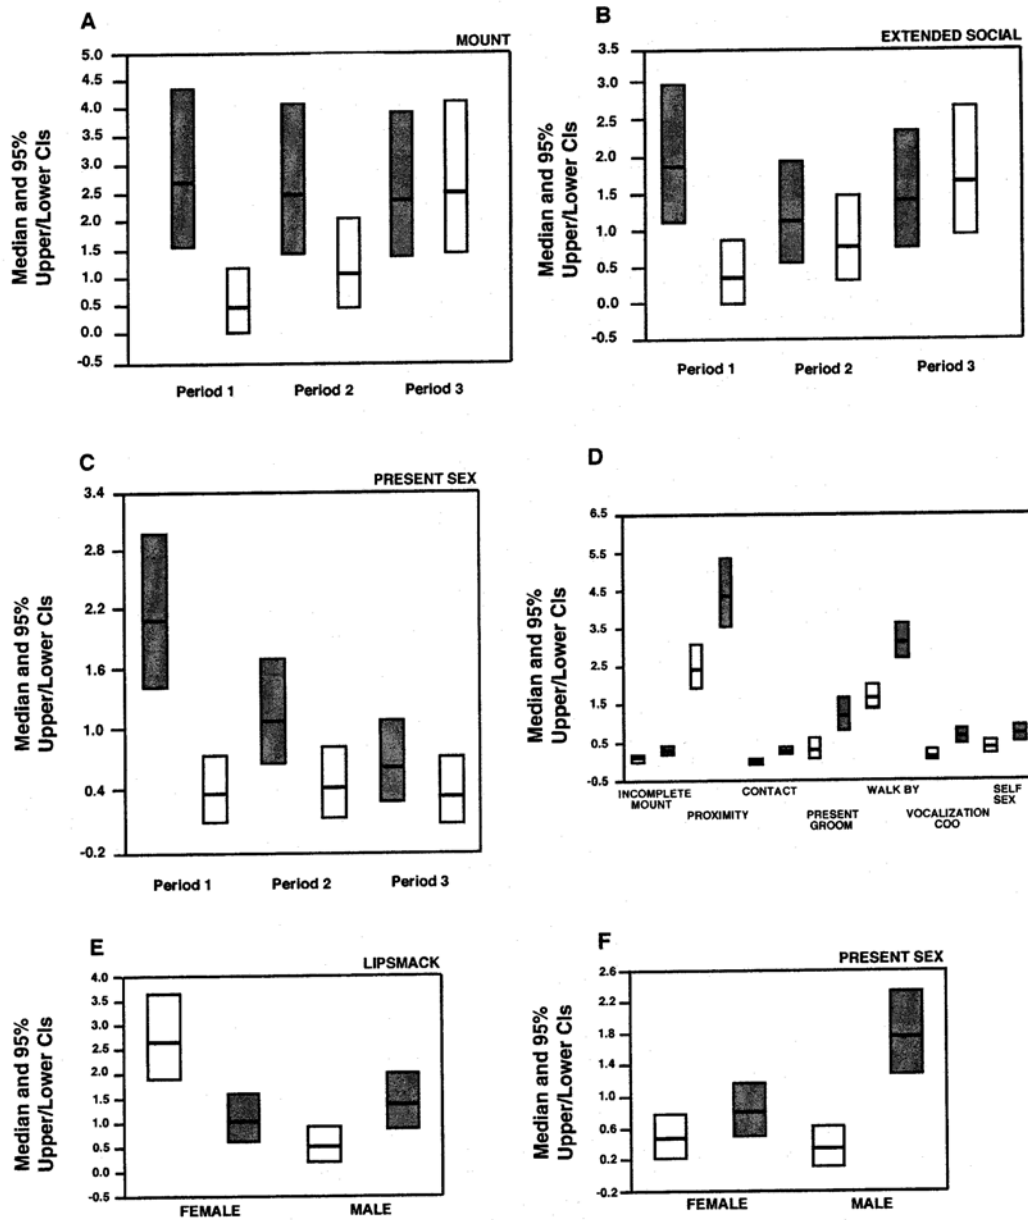 A
MOUNT
Median and 95%
Upper/Lower CIs
5.0
4.5
4.0
3.5
3.0
2.5
2.0
1.5
1.0
0.5
0.0
-0.5
Period 1 Period 2 Period 3
B
EXTENDED SOCIAL
Median and 95%
Upper/Lower CIs
3.5
3.0
2.5
2.0
1.5
1.0
0.5
0.0
-0.5
Period 1 Period 2 Period 3
C
PRESENT SEX
Median and 95%
Upper/Lower CIs
3.4
2.8
2.2
1.6
1.0
0.4
-0.2
Period 1 Period 2 Period 3
D
Median and 95%
Upper/Lower CIs
6.5
5.5
4.5
3.5
2.5
1.5
0.5
-0.5
INCOMPLETE
MOUNT
PROXIMITY
CONTACT
PRESENT
GROOM
WALK BY
VOCALIZATION
COO
SELF
SEX
E
LIPSMACK
Median and 95%
Upper/Lower CIs
4.0
3.5
3.0
2.5
2.0
1.5
1.0
0.5
0.0
-0.5
FEMALE MALE
F
PRESENT SEX
Median and 95%
Upper/Lower CIs
2.6
2.2
1.8
1.4
1.0
0.6
0.2
-0.2
FEMALE MALE